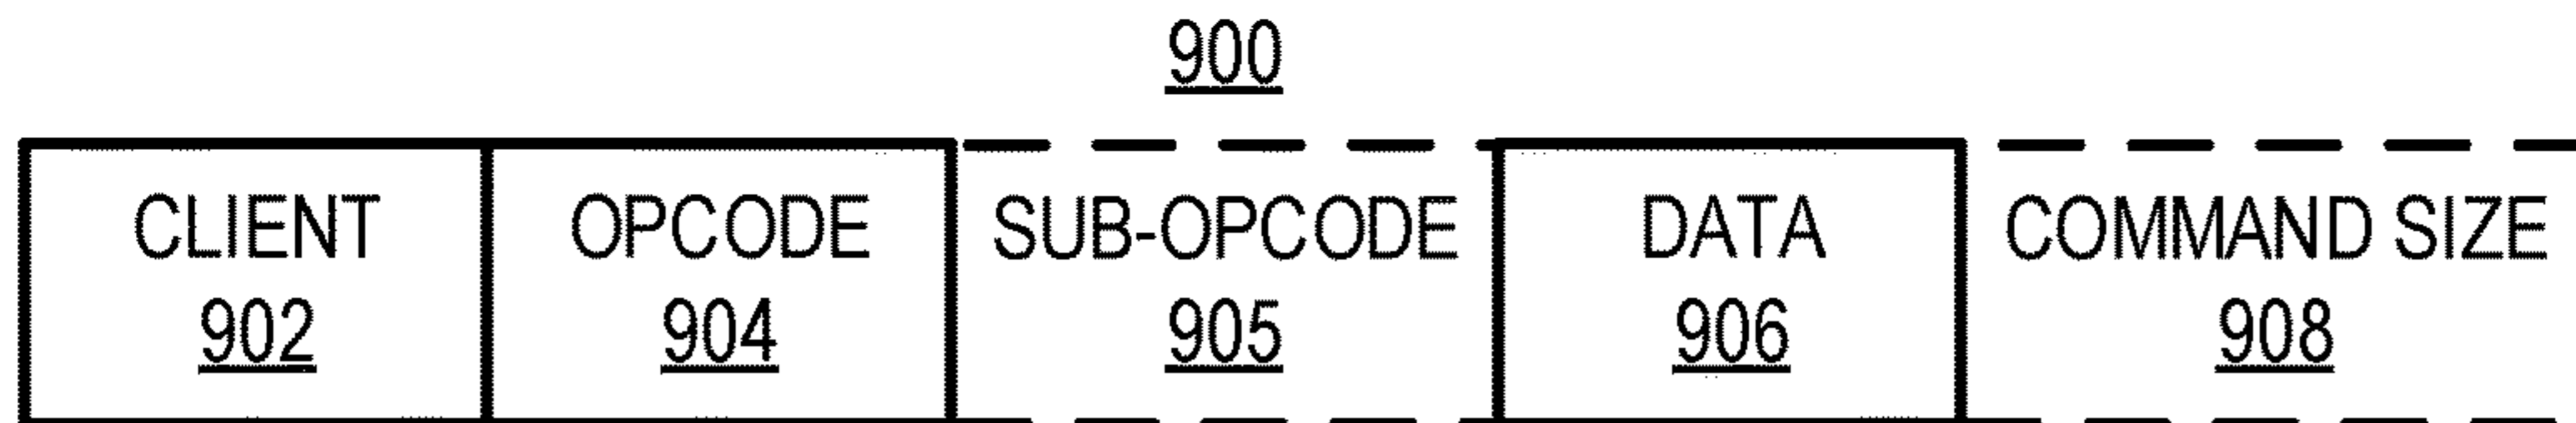 900
CLIENT
902
OPCODE
904
SUB-OPCODE
905
DATA
906
COMMAND SIZE
908